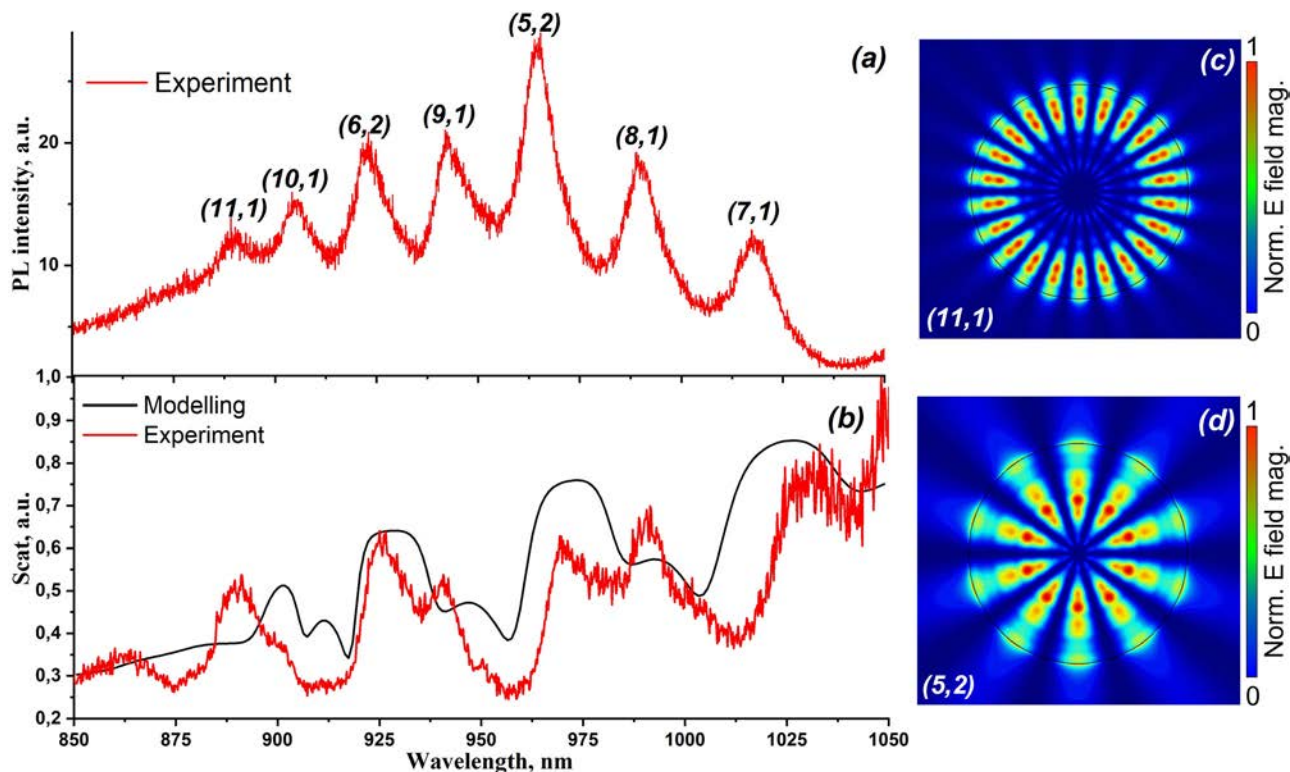 (a)
Experiment
PL intensity, a.u.
20
10
(11,1)
(10,1)
(6,2)
(9,1)
(5,2)
(8,1)
(7,1)
(b)
Modelling
Experiment
Scat, a.u.
1,0
0,9
0,8
0,7
0,6
0,5
0,4
0,3
0,2
850 875 900 925 950 975 1000 1025 1050
Wavelength, nm
(c)
(11,1)
1
0
Norm. E field mag.
(d)
(5,2)
1
0
Norm. E field mag.